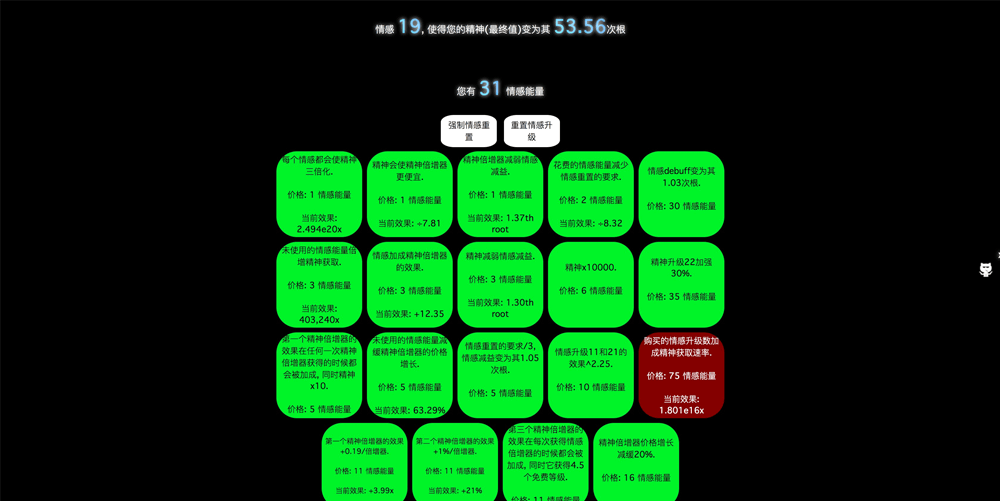 情感 19, 使得您的精神(最终值)变为其 53.56次根
您有 31 情感能量
强制情感重
置
重置情感升
级
每个情感都会使精神
三倍化.
价格: 1 情感能量
当前效果:
2.494e20x
精神会使精神倍增器
更便宜.
价格: 1 情感能量
当前效果: ÷7.81
精神倍增器减弱情感
减益.
价格: 1 情感能量
当前效果: 1.37th
root
花费的情感能量减少
情感重置的要求.
价格: 2 情感能量
当前效果: ÷8.32
情感debuff变为其
1.03次根.
价格: 30 情感能量
未使用的情感能量倍
增精神获取.
价格: 3 情感能量
当前效果:
403,240x
情感加成精神倍增器
的效果.
价格: 3 情感能量
当前效果: +12.35
精神减弱情感减益.
价格: 3 情感能量
当前效果: 1.30th
root
精神x10000.
价格: 6 情感能量
精神升级22加强
30%.
价格: 35 情感能量
第一个精神倍增器的
效果在任何一次精神
倍增器获得的时候都
会被加成, 同时精神
x10.
价格: 5 情感能量
未使用的情感能量减
缓精神倍增器的价格
增长.
价格: 5 情感能量
当前效果: 63.29%
情感重置的要求/3,
情感减益变为其1.05
次根.
价格: 5 情感能量
情感升级11和21的
效果^2.25.
价格: 10 情感能量
购买的情感升级数加
成精神获取速率.
价格: 75 情感能量
当前效果:
1.801e16x
第一个精神倍增器的效果
+0.19/倍增器.
价格: 11 情感能量
当前效果: +3.99x
第二个精神倍增器的效果
+1%/倍增器.
价格: 11 情感能量
当前效果: +21%
第三个精神倍增器的
效果在每次获得情感
倍增器的时候都会被
加成, 同时它获得4.5
个免费等级.
价格: 11 情感能量
精神倍增器价格增长
减缓20%.
价格: 16 情感能量